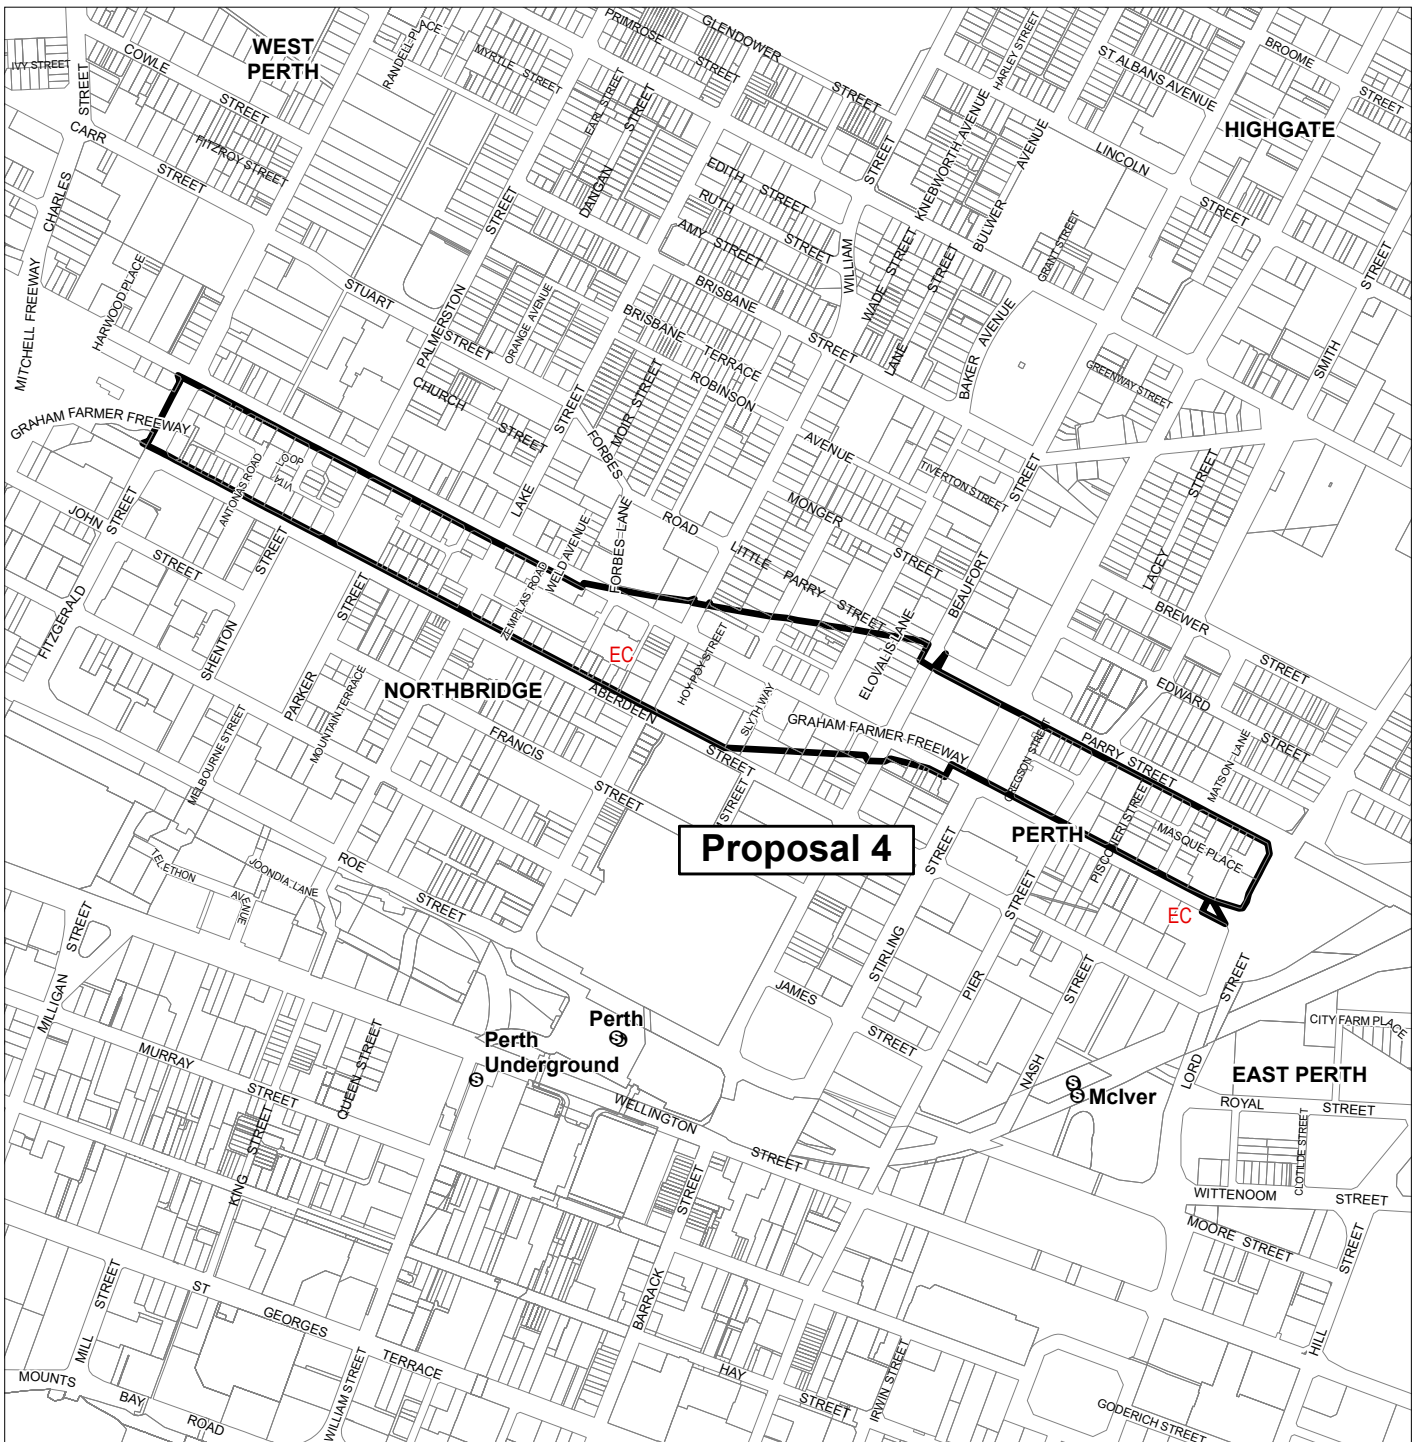 GLENDOWER
STREET
PRIMROSE
STREET
WEST
PERTH
RANDELL PLACE
ACE
MYRTLE STREET
IVY STREET
COWLE
STREET
HARLEY STREET
ST ALBANS AVENUE
BROOME
STREET
HIGHGATE
STREET
CARR
STREET
FITZROY STREET
EARL STREET
STREET
DANGAN
KNEBWORTH AVENUE
STREET
BULWER
AVENUE
LINCOLN
STREET
EDITH STREET
RUTH
STREET
AMY STREET
CHARLES
MITCHELL FREEWAY
HARWOOD PLACE
STREET
PALMERSTON
STUART
STREET
ORANGE AVENUE
BRISBANE
STREET
BRISBANE
TERRACE
WILLIAM
WADE STREET
STREET
LANE
GRANT STREET
BAKER AVENUE
STREET
SMITH
GREENWAY STREET
CHURCH
STREET
MOIR STREET
ROBINSON
AVENUE
STREET
FORBES
ROAD
GRAHAM FARMER FREEWAY
ANTONAS ROAD
VITAL
LOOP
LAKE
TIVERTON STREET
STREET
MONGER
STREET
STREET
LACEY
JOHN
STREET
FITZGERALD
STREET
SHENTON
STREET
FORBES LANE
WELD AVENUE
ZEMPILAS ROAD
LITTLE PARRY STREET
BEAUFORT
BREWER
STREET
EDWARD
STREET
EC
HOY POY STREET
ELOVALIS LANE
SLYTH WAY
PARKER
STREET
MOUNTAIN TERRACE
MELBOURNE STREET
NORTHBRIDGE
ABERDEEN
STREET
FRANCIS
STREET
GRAHAM FARMER FREEWAY
GREGSON STREET
PARRY STREET
MATSON LANE
Proposal 4
PERTH
PISCONERI STREET
MASQUE PLACE
EC
ROE
STREET
TELETHON
AVENUE
JOONDIA LANE
STREET
STIRLING
STREET
PIER
STREET
NASH
STREET
LORD
JAMES
STREET
STREET
MILLIGAN
Perth
S
Perth
Underground
S
S
S
McIver
CITY FARM PLACE
EAST PERTH
ROYAL
STREET
CLOTILDE STREET
WITTENOOM
STREET
MOORE STREET
STREET
HILL
MURRAY
STREET
QUEEN STREET
STREET
KING
WELLINGTON
STREET
STREET
BARRACK
STREET
MILL
ST
GEORGES
TERRACE
HAY
STREET
IRWIN STREET
GODERICH STREET
MOUNTS
BAY
ROAD
WILLIAM STREET